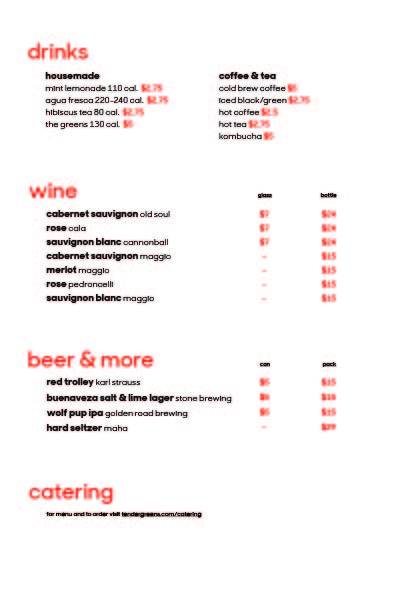 drinks
housemade
mint lemonade 110 cal. $2.75
agua fresca 220-240 cal. $2.75
hibiscus tea 80 cal. $2.75
the greens 130 cal. $5
coffee & tea
cold brew coffee $5
iced black/green $2.75
hot coffee $2.5
hot tea $2.75
kombucha $5
wine
glass bottle
cabernet sauvignon old soul $7 $24
rose cala $7 $24
sauvignon blanc cannonball $7 $24
cabernet sauvignon maggio - $15
merlot maggio - $15
rose pedroncelli - $15
sauvignon blanc maggio - $15
beer & more
can pack
red trolley karl strauss $5 $15
buenaveza salt & lime lager stone brewing
wolf pup ipa golden road brewing $5 $15
hard seltzer maha -
catering
for menu and to order visit tendergreens.com/catering